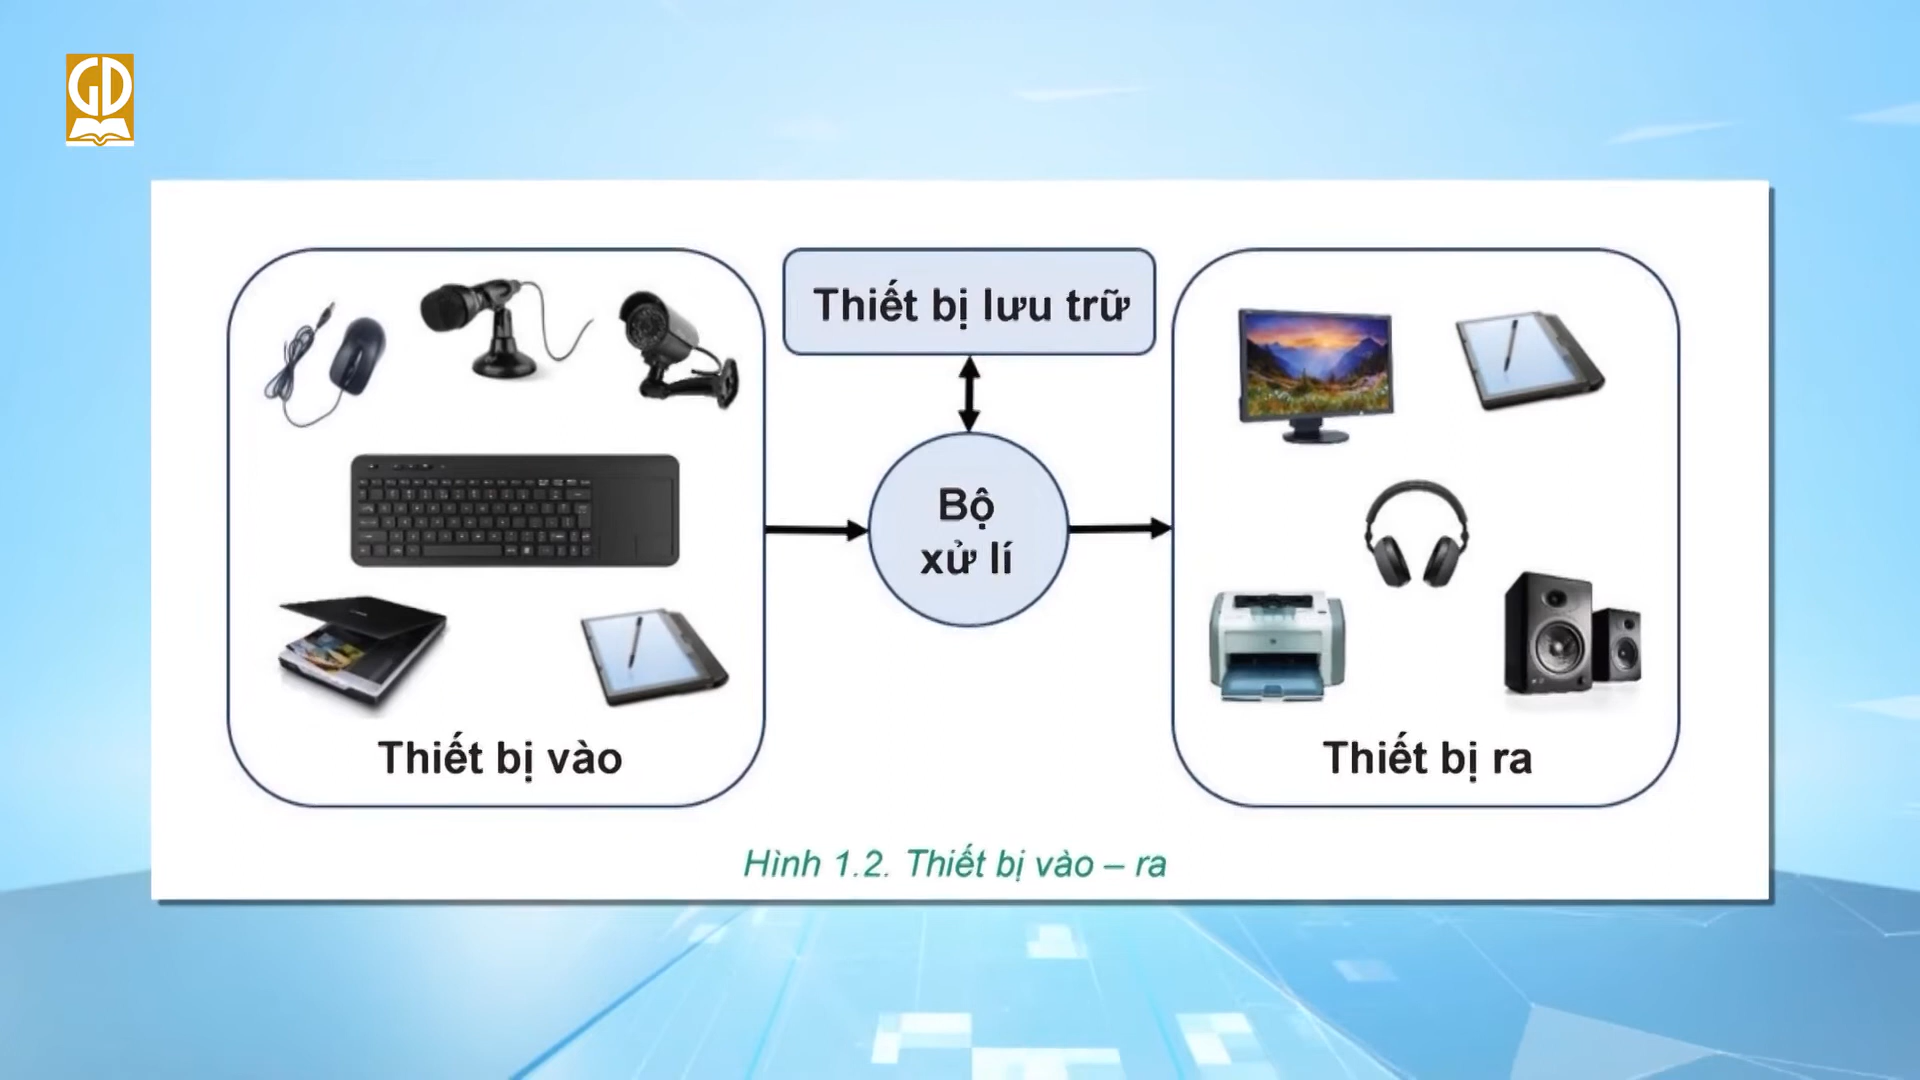 GD
Thiết bị lưu trữ
Bộ
xử lí
Thiết bị vào
Thiết bị ra
Hình 1.2. Thiết bị vào – ra